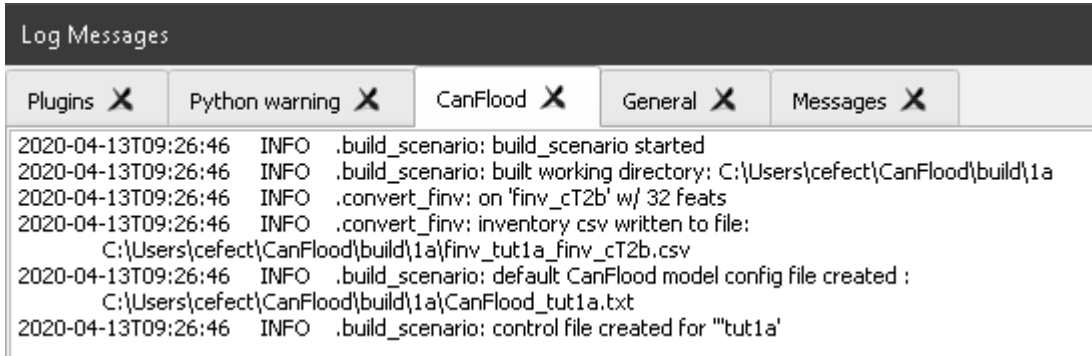 Log Messages
Plugins Python warning CanFlood General Messages
2020-04-13T09:26:46 INFO .build_scenario: build_scenario started
2020-04-13T09:26:46 INFO .build_scenario: built working directory: C:\Users\cefect\CanFlood\build\1a
2020-04-13T09:26:46 INFO .convert_finv: on 'finv_cT2b' w/ 32 feats
2020-04-13T09:26:46 INFO .convert_finv: inventory csv written to file:
C:\Users\cefect\CanFlood\build\1a\finv_tut1a_finv_cT2b.csv
2020-04-13T09:26:46 INFO .build_scenario: default CanFlood model config file created :
C:\Users\cefect\CanFlood\build\1a\CanFlood_tut1a.txt
2020-04-13T09:26:46 INFO .build_scenario: control file created for "'tut1a'